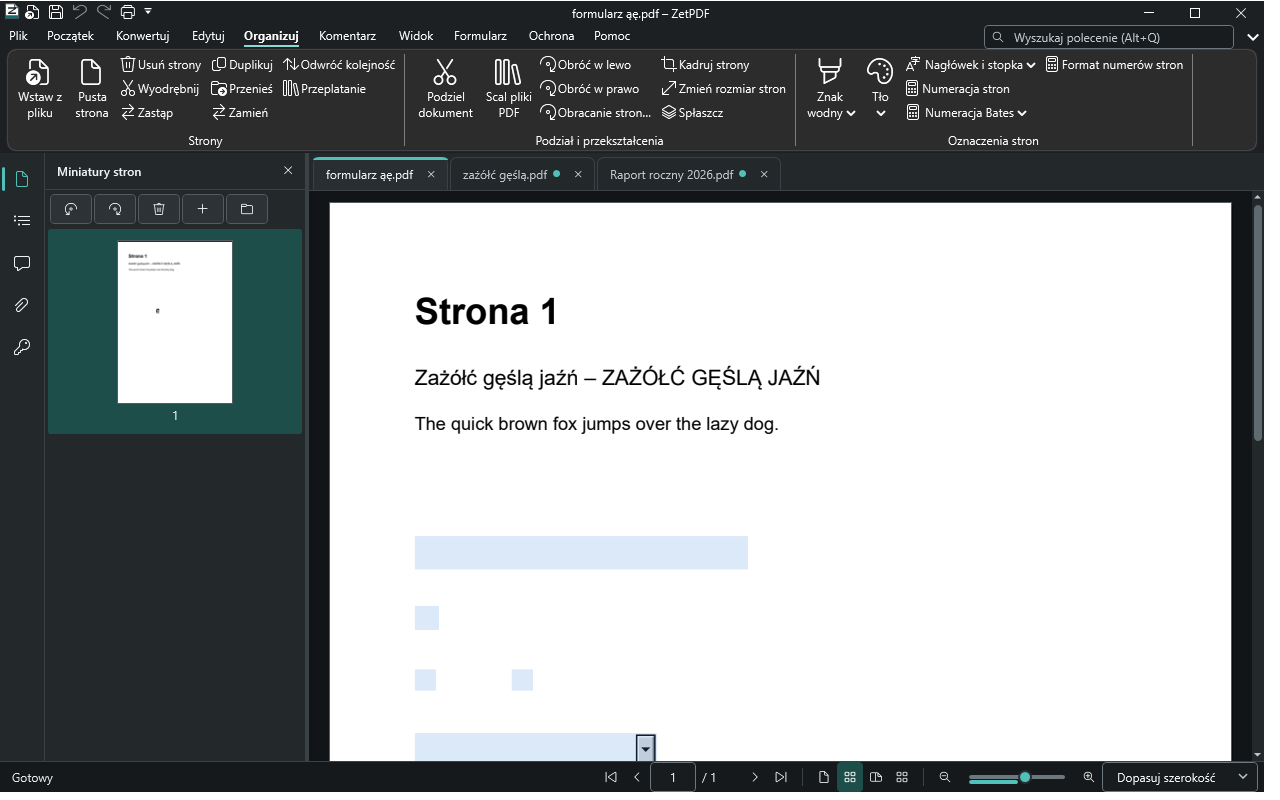 formularz ąę.pdf – ZetPDF
Plik Początek Konwertuj Edytuj Organizuj Komentarz Widok Formularz Ochrona Pomoc
Wyszukaj polecenie (Alt+Q)
Wstaw z pliku
Pusta strona
Usuń strony
Wyodrębnij
Zastąp
Duplikuj
Przenieś
Zamień
Odwróć kolejność
Przeplatanie
Strony
Podziel dokument
Scal pliki PDF
Obróć w lewo
Obróć w prawo
Obracanie stron...
Kadruj strony
Zmień rozmiar stron
Spłaszcz
Podział i przekształcenia
Znak wodny
Tło
Nagłówek i stopka
Numeracja stron
Numeracja Bates
Format numerów stron
Oznaczenia stron
Miniatury stron
formularz ąę.pdf
zażółć gęślą.pdf
Raport roczny 2026.pdf
Strona 1
1
Strona 1
Zażółć gęślą jaźń – ZAŻÓŁĆ GĘŚLĄ JAŹŃ
The quick brown fox jumps over the lazy dog.
Gotowy
1 / 1
Dopasuj szerokość